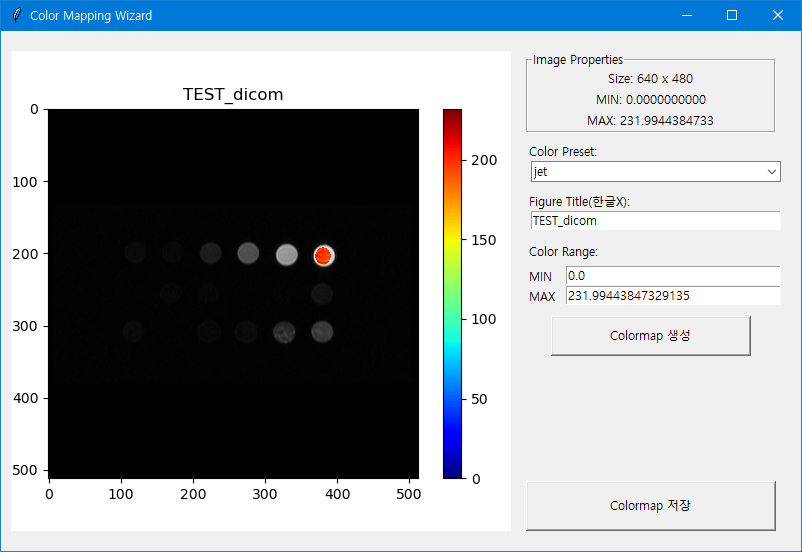 Color Mapping Wizard
TEST_dicom
0
100
200
300
400
500
0
100
200
300
400
500
200
150
100
50
0
Image Properties
Size: 640 x 480
MIN: 0.0000000000
MAX: 231.9944384733
Color Preset:
jet
Figure Title(한글X):
TEST_dicom
Color Range:
MIN 0.0
MAX 231.99443847329135
Colormap 생성
Colormap 저장